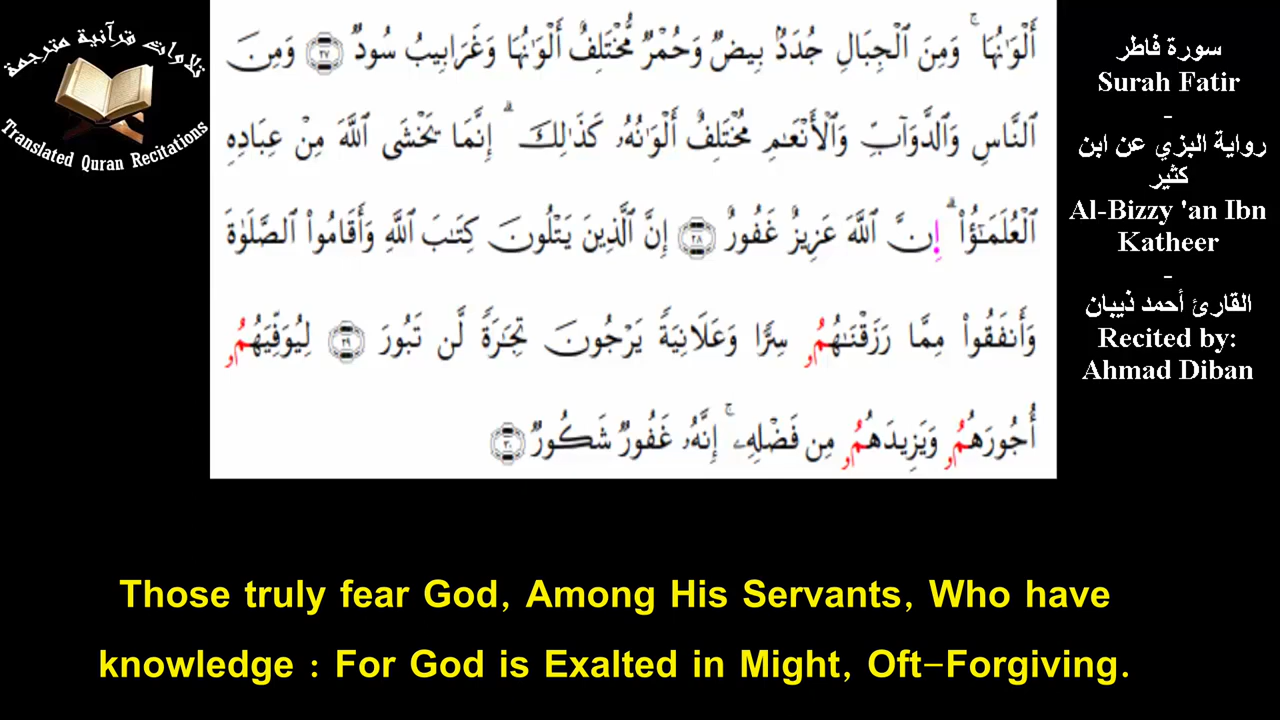 تلاوات قرآنية مترجمة
Translated Quran Recitations
أَلْوَٰنُهَا ۚ وَمِنَ ٱلْجِبَالِ جُدَدٌۢ بِيضٌ وَحُمْرٌ مُّخْتَلِفٌ أَلْوَٰنُهَا وَغَرَابِيبُ سُودٌ ٢٧ وَمِنَ
ٱلنَّاسِ وَٱلدَّوَآبِّ وَٱلْأَنْعَٰمِ مُخْتَلِفٌ أَلْوَٰنُهُۥ كَذَٰلِكَ ۗ إِنَّمَا يَخْشَى ٱللَّهَ مِنْ عِبَادِهِ
ٱلْعُلَمَٰٓؤُا۟ ۗ إِنَّ ٱللَّهَ عَزِيزٌ غَفُورٌ ٢٨ إِنَّ ٱلَّذِينَ يَتْلُونَ كِتَٰبَ ٱللَّهِ وَأَقَامُوا۟ ٱلصَّلَوٰةَ
وَأَنفَقُوا۟ مِمَّا رَزَقْنَٰهُمُۥ سِرًّا وَعَلَانِيَةً يَرْجُونَ تِجَٰرَةً لَّن تَبُورَ ٢٩ لِيُوَفِّيَهُمُۥ
أُجُورَهُمُۥ وَيَزِيدَهُمُۥ مِن فَضْلِهِۦٓ ۚ إِنَّهُۥ غَفُورٌ شَكُورٌ ٣٠
سورة فاطر
Surah Fatir
-
رواية البزي عن ابن
كثير
Al-Bizzy 'an Ibn
Katheer
-
القارئ أحمد ذيبان
Recited by:
Ahmad Diban
Those truly fear God, Among His Servants, Who have
knowledge : For God is Exalted in Might, Oft-Forgiving.